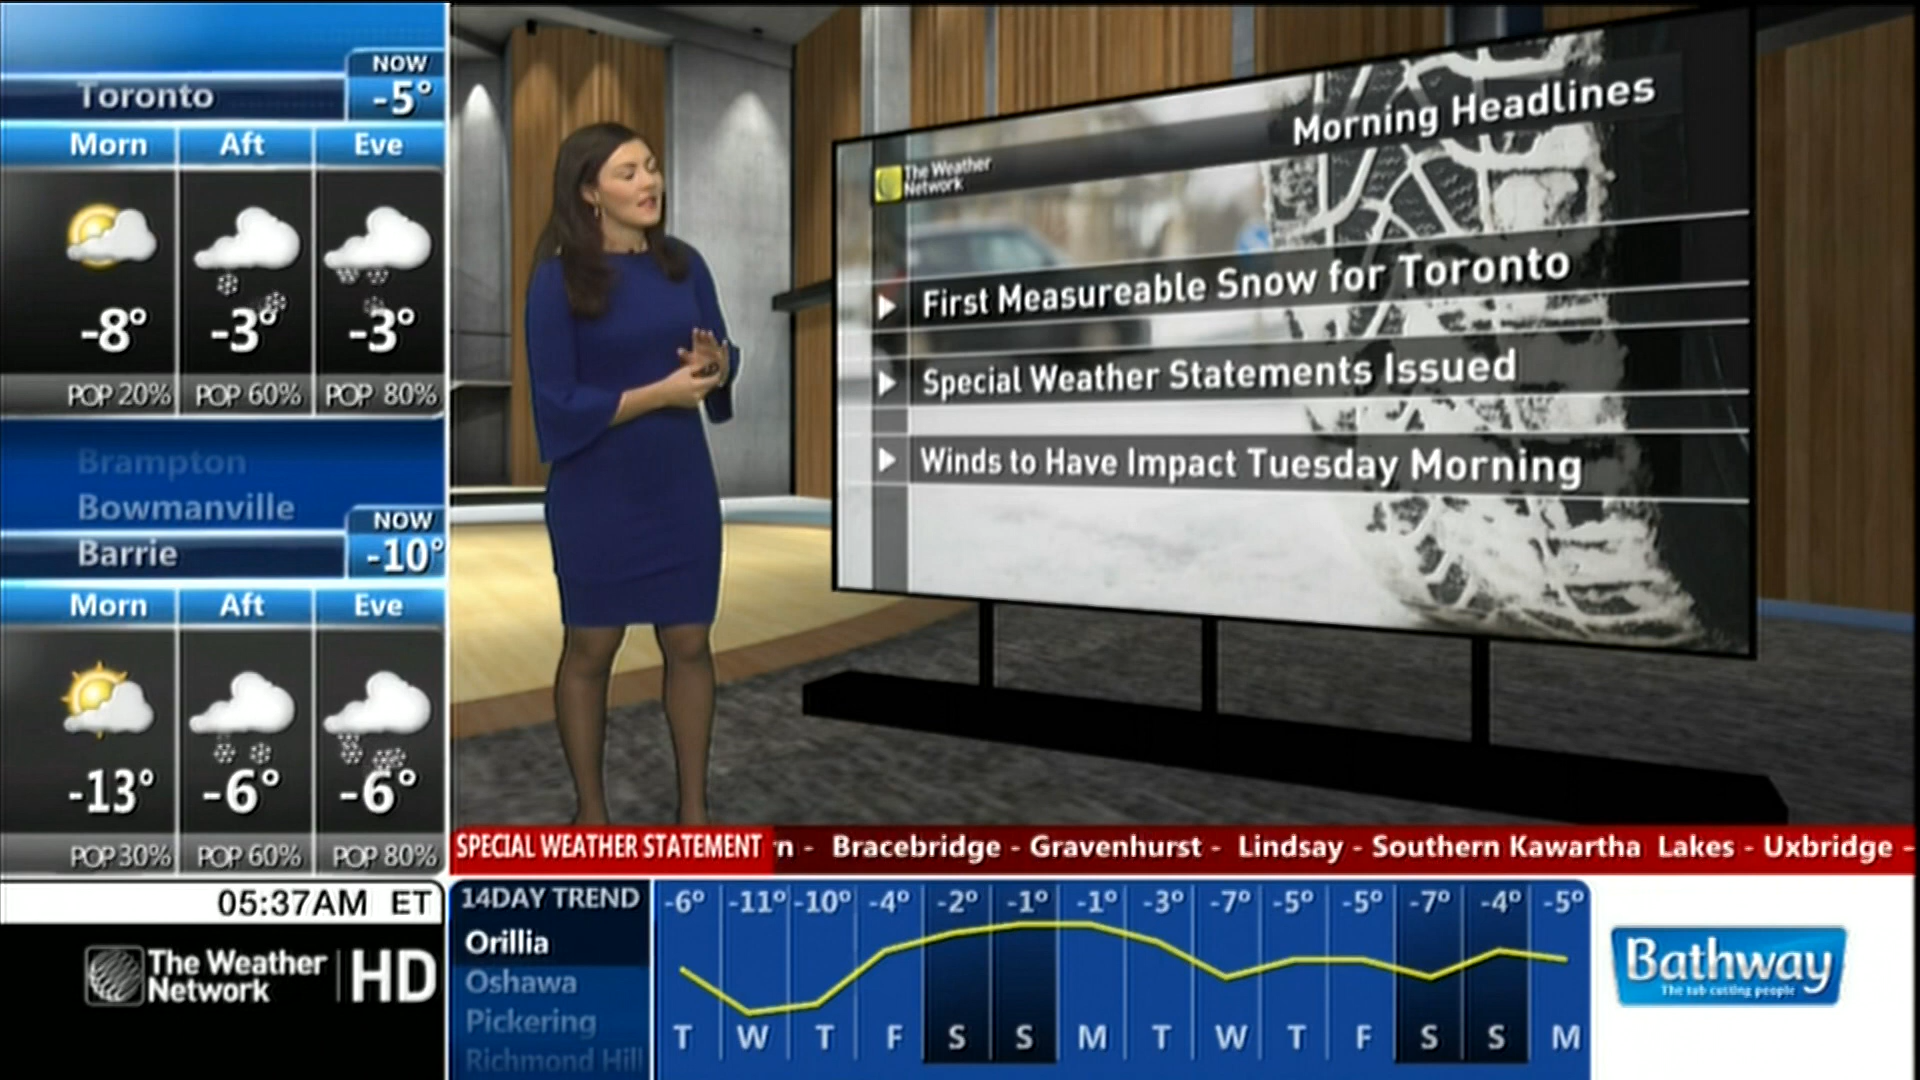 Toronto
NOW
-5°
Morn Aft Eve
-8° -3° -3°
POP 20% POP 60% POP 80%
Brampton
Bowmanville
Barrie
NOW
-10°
Morn Aft Eve
-13° -6° -6°
POP 30% POP 60% POP 80%
05:37AM ET
The Weather
Network
HD
Morning Headlines
The Weather
Network
First Measureable Snow for Toronto
Special Weather Statements Issued
Winds to Have Impact Tuesday Morning
SPECIAL WEATHER STATEMENT n - Bracebridge - Gravenhurst - Lindsay - Southern Kawartha Lakes - Uxbridge -
14DAY TREND
Orillia
Oshawa
Pickering
Richmond Hill
-6° -11° -10° -4° -2° -1° -1° -3° -7° -5° -5° -7° -4° -5°
T W T F S S M T W T F S S M
Bathway
The tub cutting people